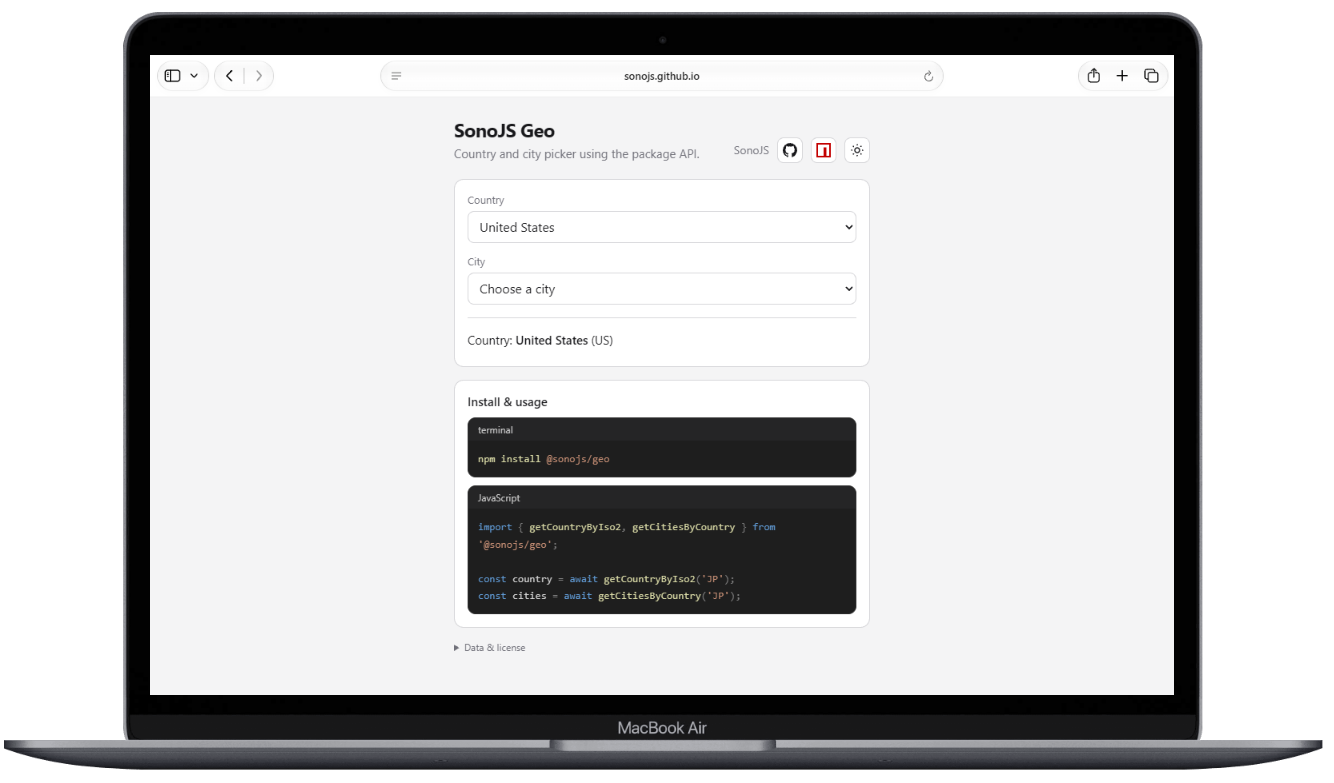 sonojs.github.io
SonoJS Geo
Country and city picker using the package API.
SonoJS
Country
United States
City
Choose a city
Country: United States (US)
Install & usage
terminal
npm install @sonojs/geo
JavaScript
import { getCountryByIso2, getCitiesByCountry } from
'@sonojs/geo';
const country = await getCountryByIso2('JP');
const cities = await getCitiesByCountry('JP');
Data & license
MacBook Air